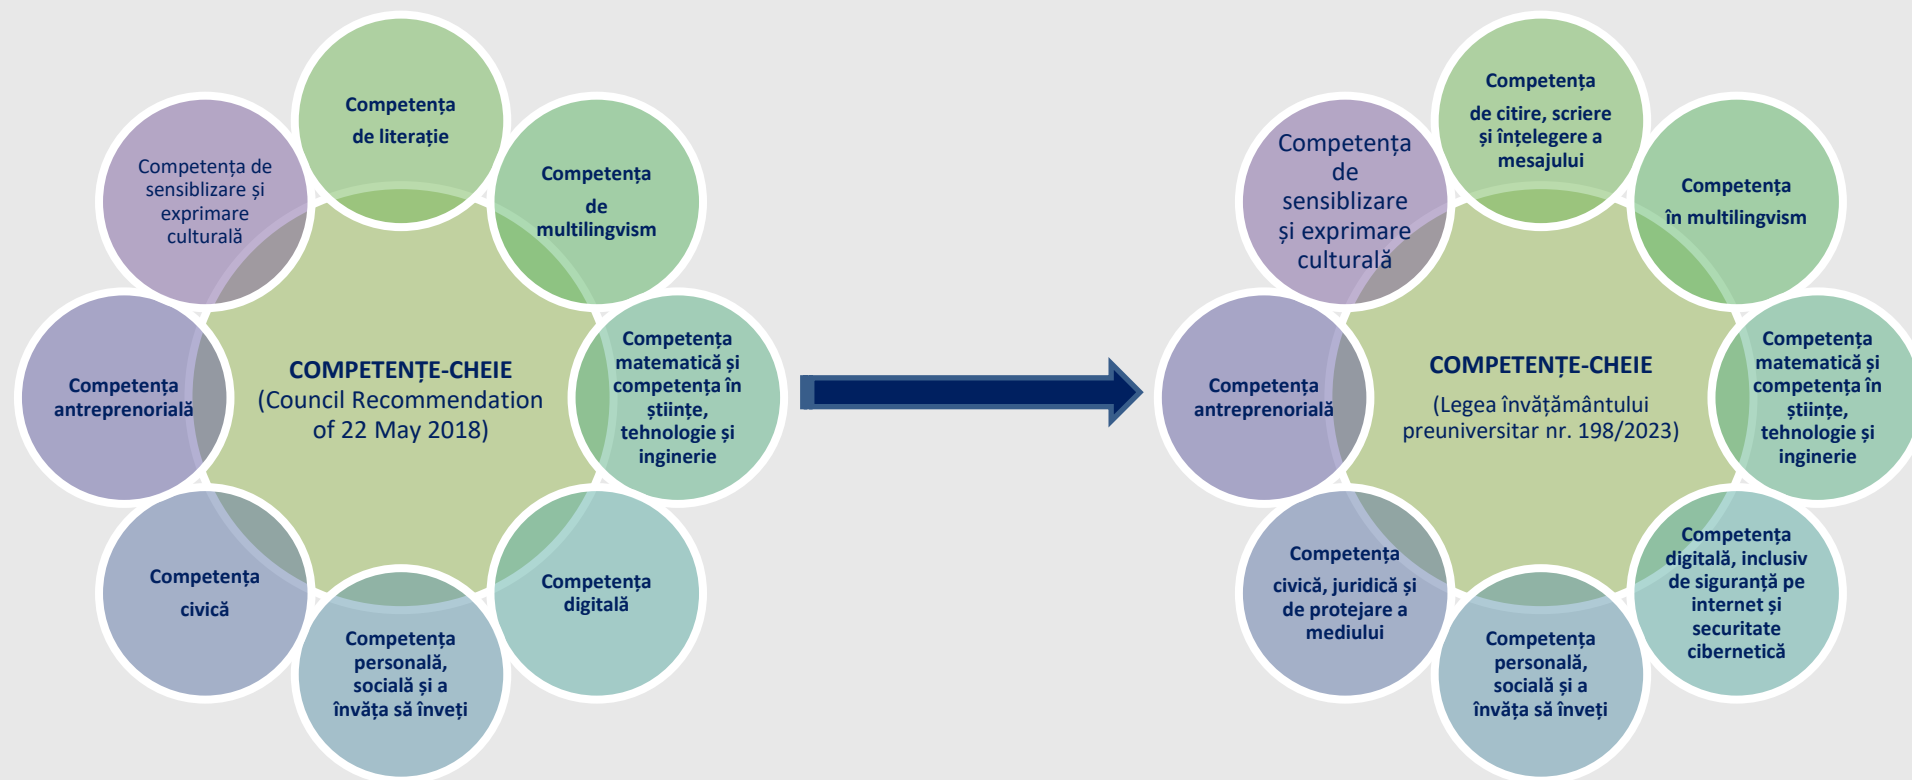 COMPETENȚE-CHEIE
(Council Recommendation
of 22 May 2018)
Competența
de literație
Competența
de
multilingvism
Competența
matematică și
competența în
științe,
tehnologie și
inginerie
Competența
digitală
Competența
personală,
socială și a
învăța să înveți
Competența
civică
Competența
antreprenorială
Competența de
sensiblizare și
exprimare
culturală
COMPETENȚE-CHEIE
(Legea învățământului
preuniversitar nr. 198/2023)
Competența
de citire, scriere
și înțelegere a
mesajului
Competența
în multilingvism
Competența
matematică și
competența în
științe,
tehnologie și
inginerie
Competența
digitală, inclusiv
de siguranță pe
internet și
securitate
cibernetică
Competența
personală,
socială și a
învăța să înveți
Competența
civică, juridică și
de protejare a
mediului
Competența
antreprenorială
Competența
de
sensiblizare
și exprimare
culturală